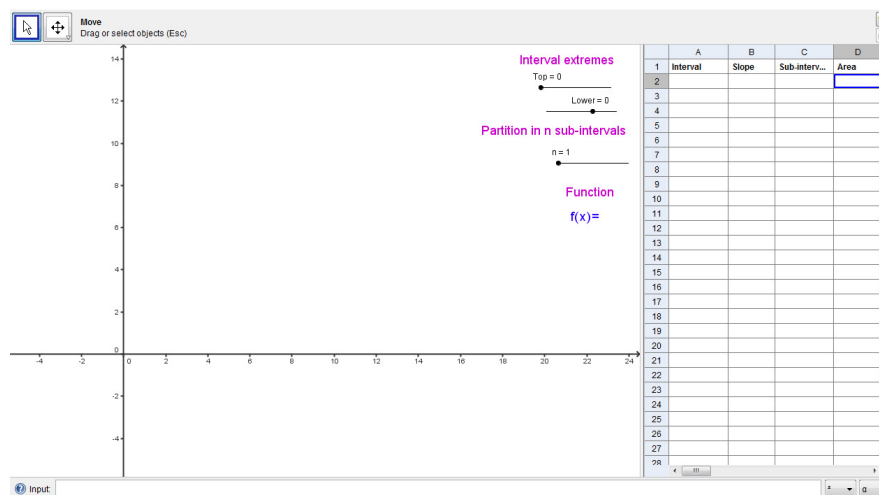 Move
Drag or select objects (Esc)
Interval extremes
Top = 0
Lower = 0
Partition in n sub-intervals
n = 1
Function
f(x)=
14
12
10
8
6
4
2
0
-2
-4
-4 -2 0 2 4 6 8 10 12 14 16 18 20 22 24
A B C D
1 Interval Slope Sub-interv... Area
2
3
4
5
6
7
8
9
10
11
12
13
14
15
16
17
18
19
20
21
22
23
24
25
26
27
28
Input:
α